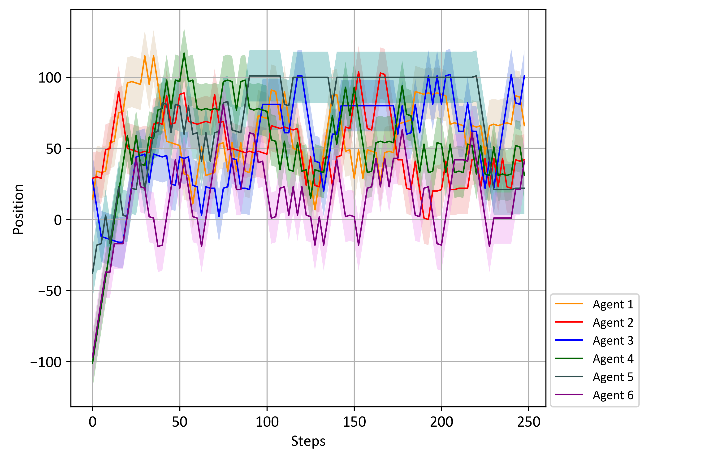 100
50
0
−50
−100
Position
0
50
100
150
200
250
Steps
Agent 1
Agent 2
Agent 3
Agent 4
Agent 5
Agent 6